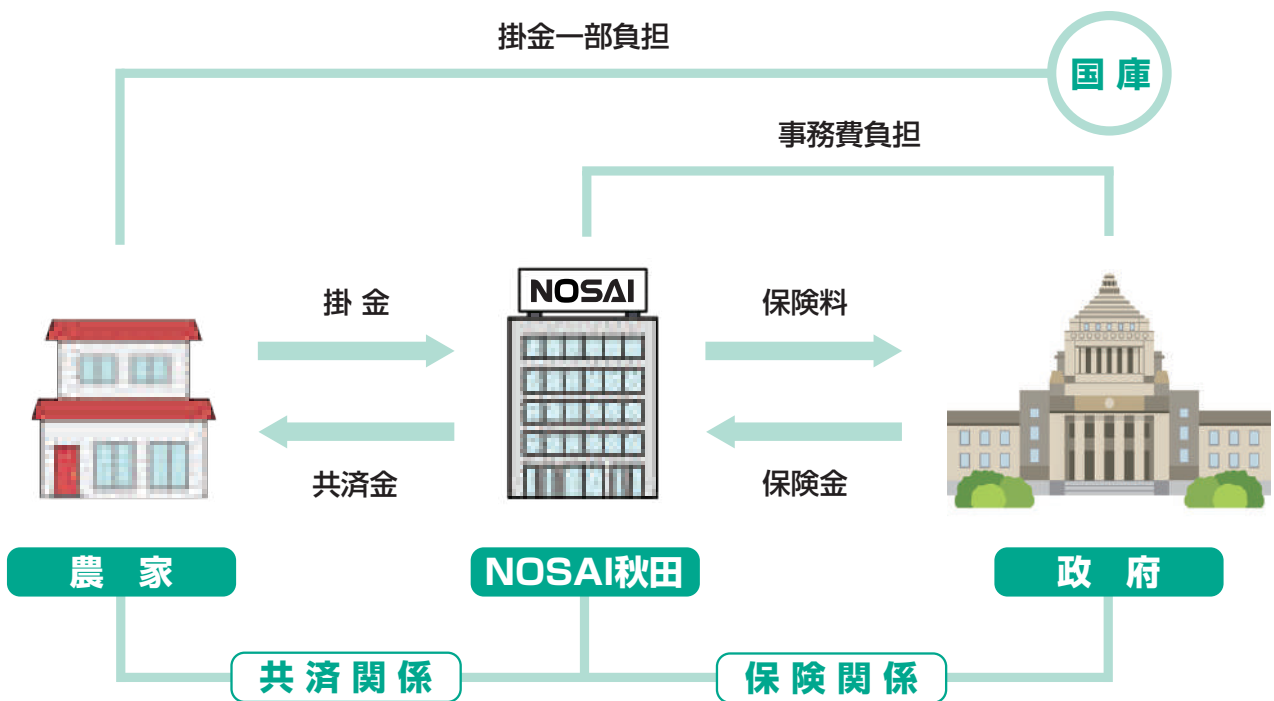 掛金一部負担
国庫
事務費負担
NOSAI
掛金
保険料
共済金
保険金
農家
NOSAI秋田
政府
共済関係
保険関係